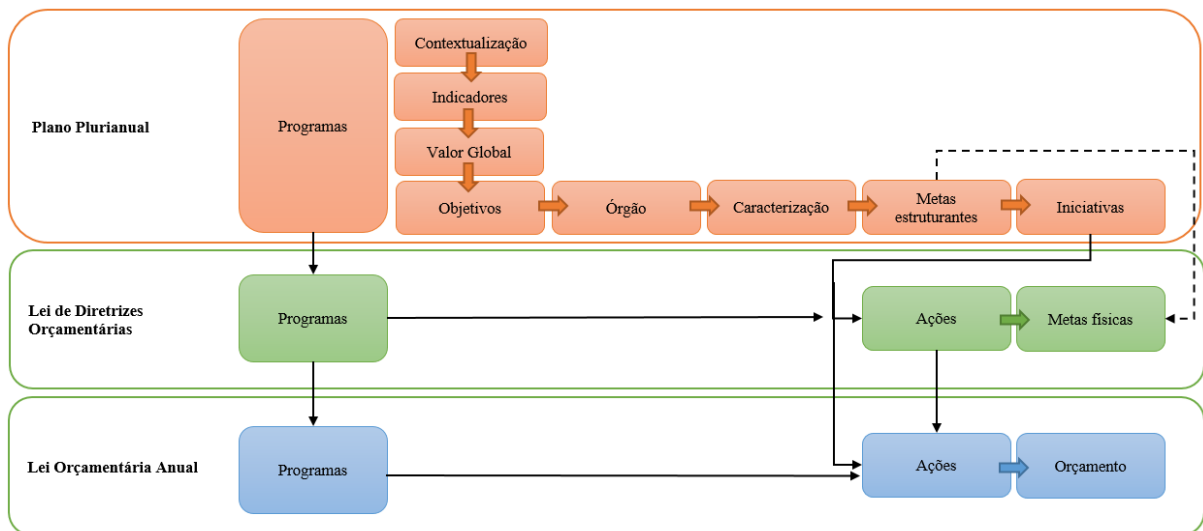 Plano Plurianual
Programas
Contextualização
Indicadores
Valor Global
Objetivos
Órgão
Caracterização
Metas
estruturantes
Iniciativas
Lei de Diretrizes
Orçamentárias
Programas
Ações
Metas físicas
Lei Orçamentária Anual
Programas
Ações
Orçamento